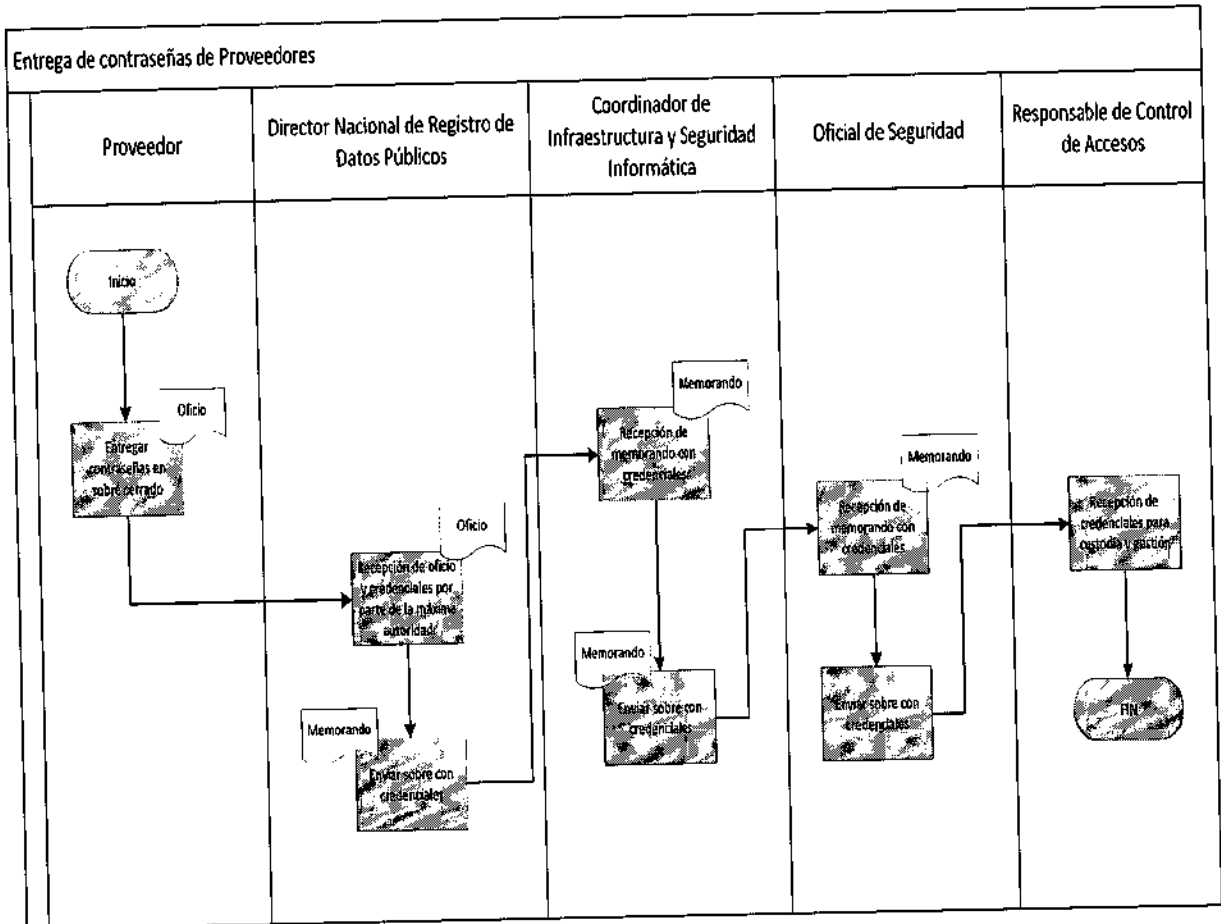 Entrega de contraseñas de Proveedores
Proveedor
Director Nacional de Registro de
Datos Públicos
Coordinador de
Infraestructura y Seguridad
Informática
Oficial de Seguridad
Responsable de Control
de Accesos
Inicio
Oficio
Entregar
contraseñas en
sobre cerrado
Oficio
Recepción de oficio
y credenciales por
parte de la máxima
autoridad
Memorando
Enviar sobre con
credenciales
Memorando
Recepción de
memorando con
credenciales
Memorando
Enviar sobre con
credenciales
Memorando
Recepción de
memorando con
credenciales
Enviar sobre con
credenciales
Recepción de
credenciales para
custodia y gestión
FIN